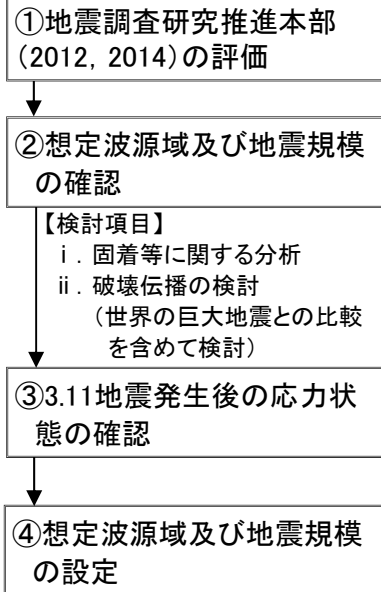 ①地震調査研究推進本部
(2012, 2014)の評価
②想定波源域及び地震規模
の確認
【検討項目】
ⅰ. 固着等に関する分析
ⅱ. 破壊伝播の検討
(世界の巨大地震との比較
を含めて検討)
③3.11地震発生後の応力状
態の確認
④想定波源域及び地震規模
の設定